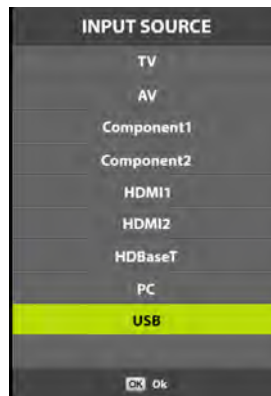 INPUT SOURCE
TV
AV
Component1
Component2
HDMI1
HDMI2
HDBaseT
PC
USB
OK Ok